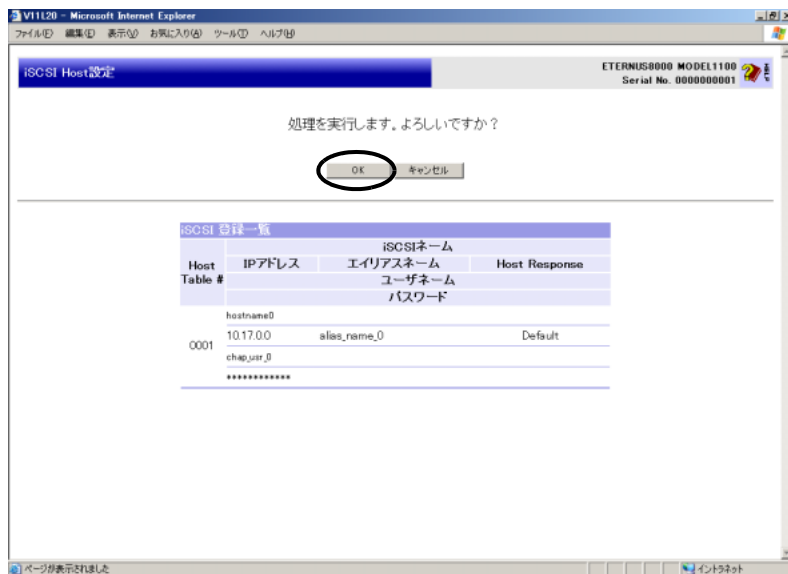 V11L20 - Microsoft Internet Explorer
ファイル(F) 編集(E) 表示(V) お気に入り(A) ツール(T) ヘルプ(H)
iSCSI Host設定
ETERNUS8000 MODEL1100
Serial No. 0000000001
処理を実行します。よろしいですか？
OK キャンセル
iSCSI 登録一覧
Host Table #
iSCSIネーム
IPアドレス エイリアスネーム Host Response
ユーザネーム
パスワード
0001
hostname0
10.17.0.0 alias_name_0 Default
chap_usr_0
************
ページが表示されました イントラネット